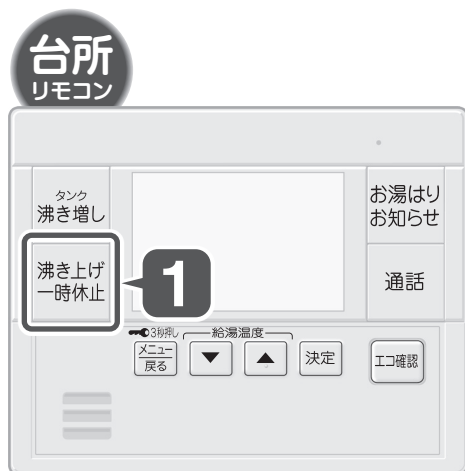 台所
リモコン
タンク
沸き増し
お湯はり
お知らせ
沸き上げ
一時休止
1
通話
3秒押し
給湯温度
メニュー
戻る
決定
エコ確認